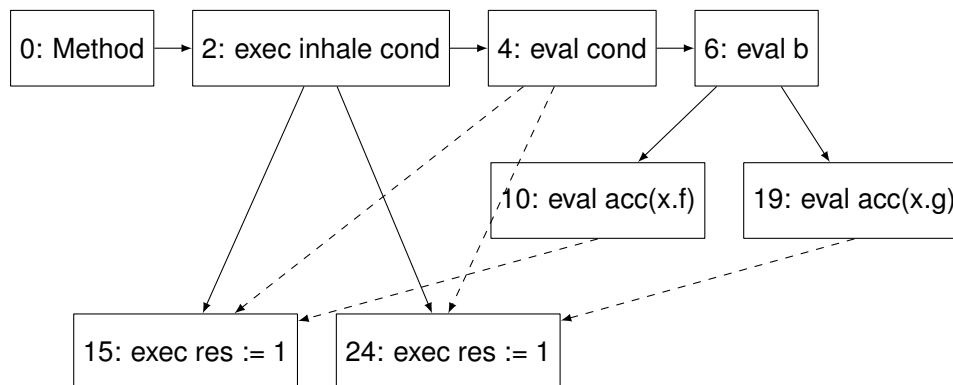 0: Method
2: exec inhale cond
4: eval cond
6: eval b
10: eval acc(x.f)
19: eval acc(x.g)
15: exec res := 1
24: exec res := 1